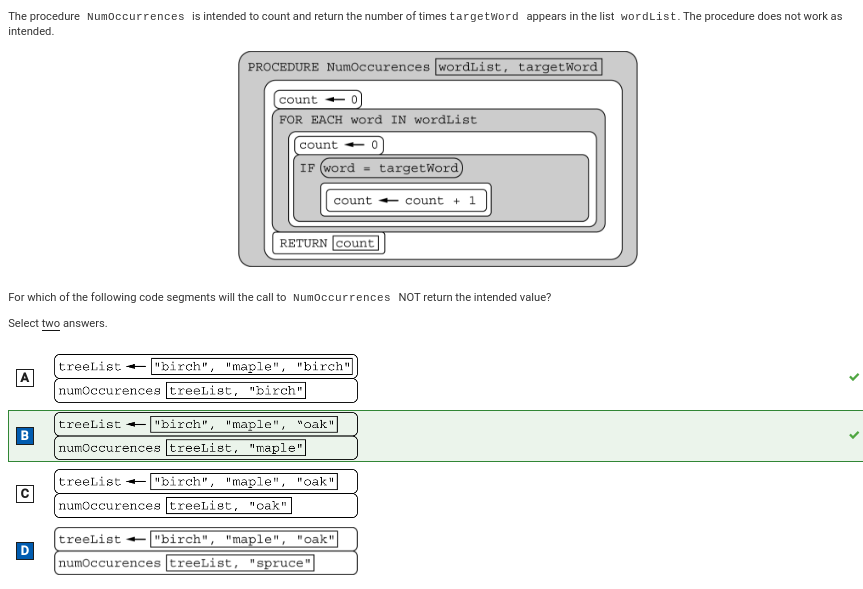 The procedure NumOccurrences is intended to count and return the number of times targetWord appears in the list wordList. The procedure does not work as
intended.
PROCEDURE NumOccurences wordList, targetWord
count ← 0
FOR EACH word IN wordList
count ← 0
IF word = targetWord
count ← count + 1
RETURN count
For which of the following code segments will the call to NumOccurrences NOT return the intended value?
Select two answers.
A
treeList ← "birch", "maple", "birch"
numOccurences treeList, "birch"
B
treeList ← "birch", "maple", "oak"
numOccurences treeList, "maple"
C
treeList ← "birch", "maple", "oak"
numOccurences treeList, "oak"
D
treeList ← "birch", "maple", "oak"
numOccurences treeList, "spruce"